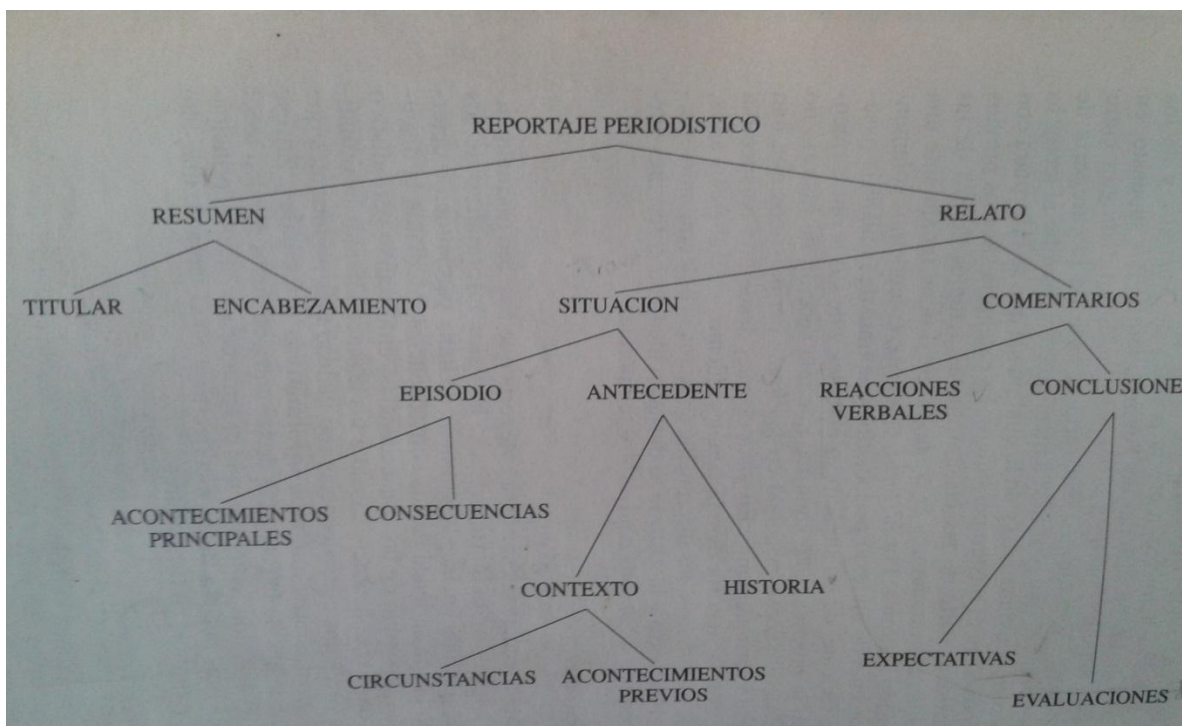 REPORTAJE PERIODISTICO
RESUMEN
RELATO
TITULAR
ENCABEZAMIENTO
SITUACION
COMENTARIOS
EPISODIO
ANTECEDENTE
REACCIONES
VERBALES
CONCLUSIONE
ACONTECIMIENTOS
PRINCIPALES
CONSECUENCIAS
CONTEXTO
HISTORIA
CIRCUNSTANCIAS
ACONTECIMIENTOS
PREVIOS
EXPECTATIVAS
EVALUACIONES